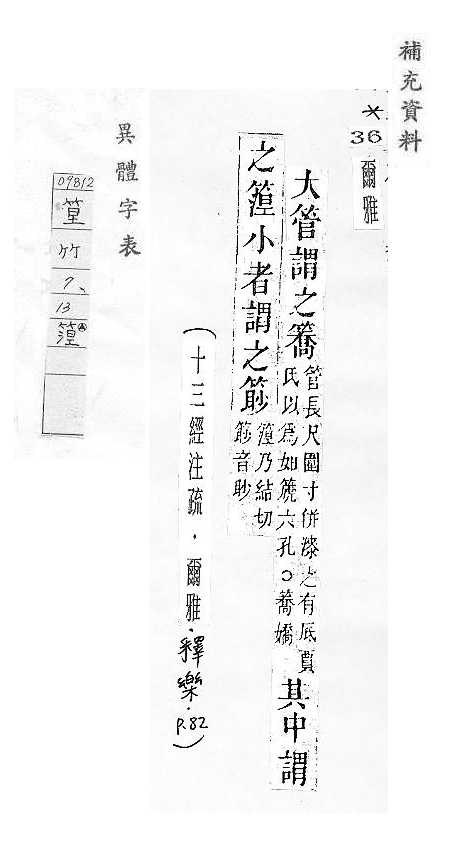 補充資料
*
36
爾雅
大管謂之簥管長尺圍寸併漆之有底賈
氏以為如篪六孔○簥嬌
其中謂
之篞小者謂之篎篞乃結切
篎音眇
(十三經注疏．爾雅．釋樂．P.82)
異體字表
09812
篂
竹
7、
13
篞